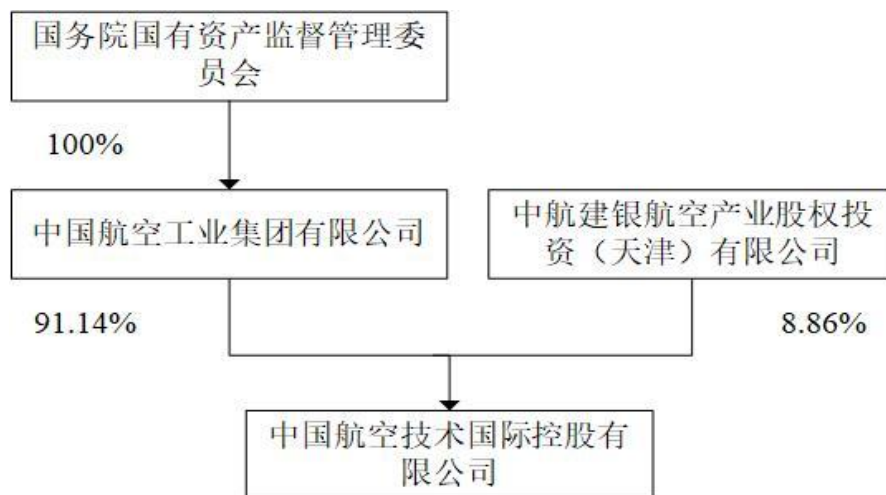 国务院国有资产监督管理委
员会
100%
中国航空工业集团有限公司
中航建银航空产业股权投
资（天津）有限公司
91.14%
8.86%
中国航空技术国际控股有
限公司